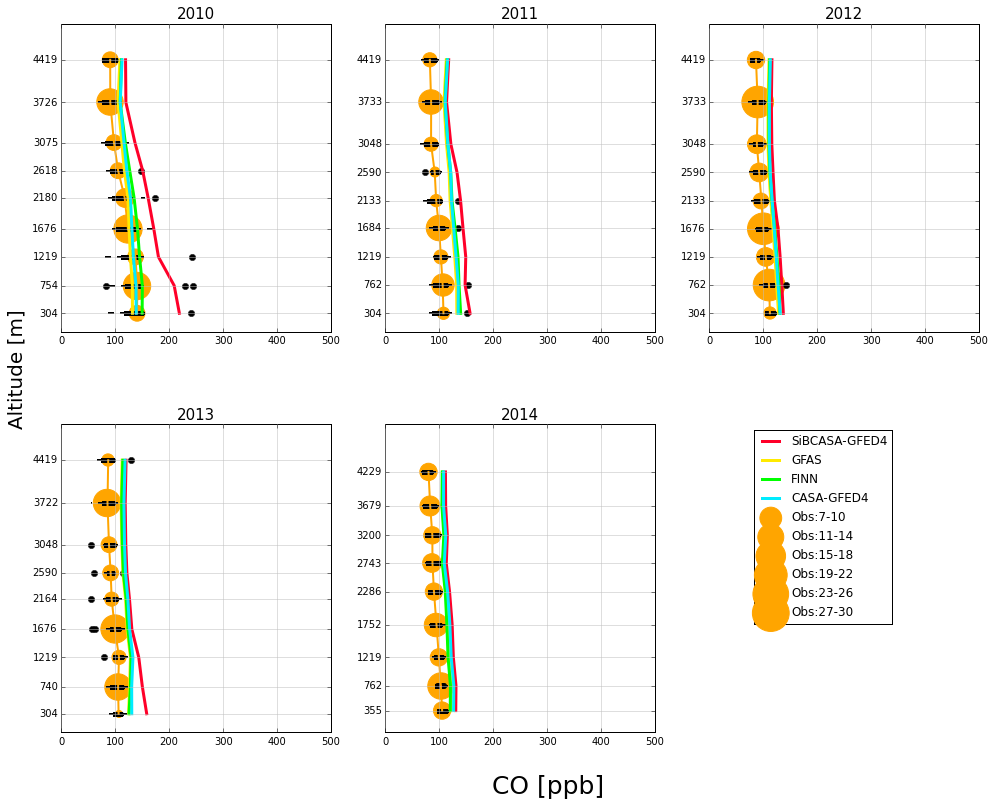 2010
4419
3726
3075
2618
2180
1676
1219
754
304
0 100 200 300 400 500
2011
4419
3733
3048
2590
2133
1684
1219
762
304
0 100 200 300 400 500
2012
4419
3733
3048
2590
2133
1676
1219
762
304
0 100 200 300 400 500
Altitude [m]
2013
4419
3722
3048
2590
2164
1676
1219
740
304
0 100 200 300 400 500
2014
4229
3679
3200
2743
2286
1752
1219
762
355
0 100 200 300 400 500
SiBCASA-GFED4
GFAS
FINN
CASA-GFED4
Obs:7-10
Obs:11-14
Obs:15-18
Obs:19-22
Obs:23-26
Obs:27-30
CO [ppb]